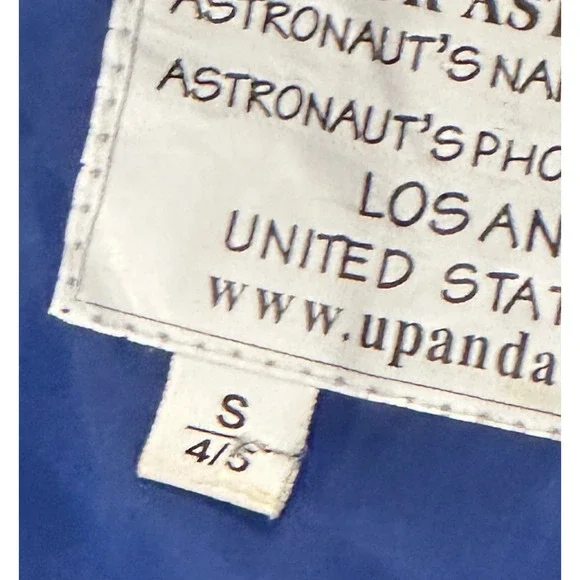 ASTRONAUT'S NA
ASTRONAUT'S PHO
LOS AN
UNITED STAT
www.upanda
S
4/5